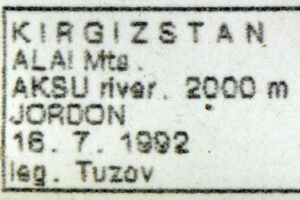 KIRGIZSTAN
ALAI Mts.
AKSU river. 2000 m
JORDON
16. 7. 1992
leg. Tuzov